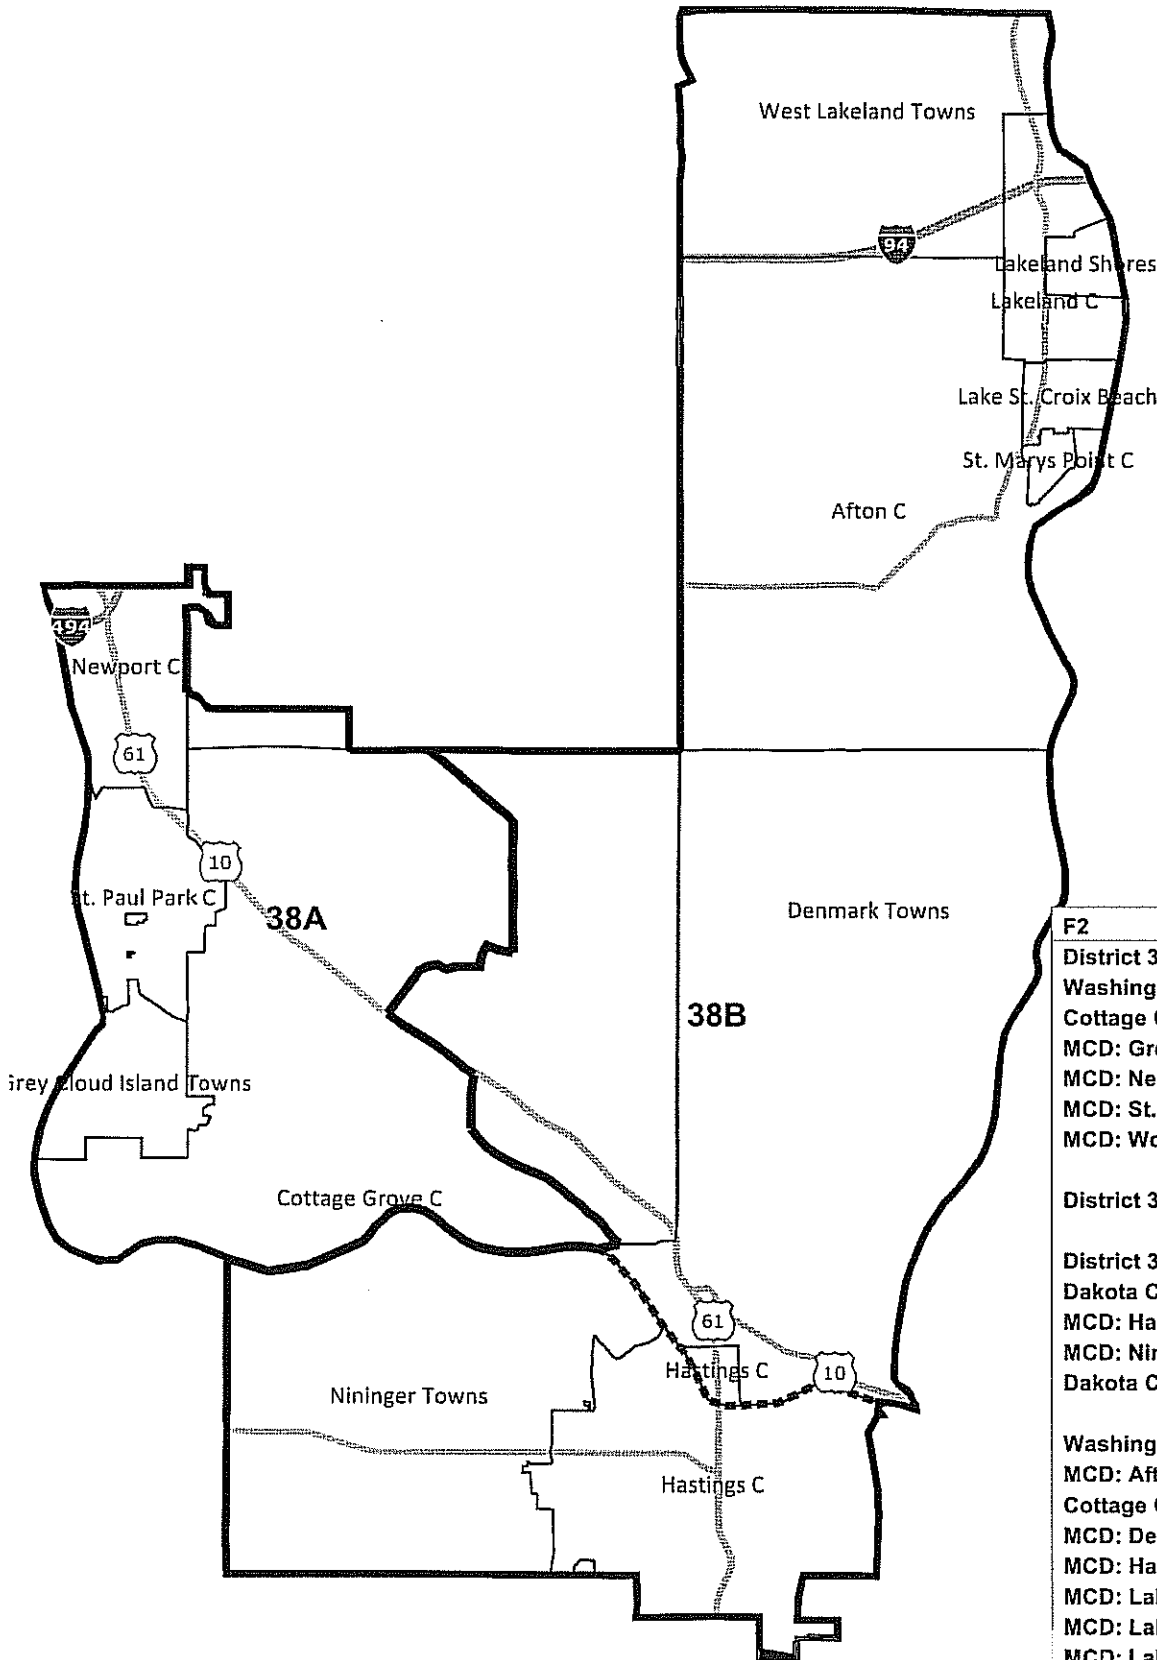 West Lakeland Towns
94
Lakeland Shores
Lakeland C
Lake St. Croix Beach
St. Marys Point C
Afton C
494
Newport C
61
10
St. Paul Park C
38A
Denmark Towns
38B
Grey Cloud Island Towns
Cottage Grove C
61
Hastings C
10
Nininger Towns
Hastings C
F2
District 3
Washing
Cottage
MCD: Gr
MCD: Ne
MCD: St.
MCD: Wo
District 3
District 3
Dakota C
MCD: Ha
MCD: Nin
Dakota C
Washing
MCD: Aft
Cottage
MCD: De
MCD: Ha
MCD: Lal
MCD: Lal
MCD: Lal